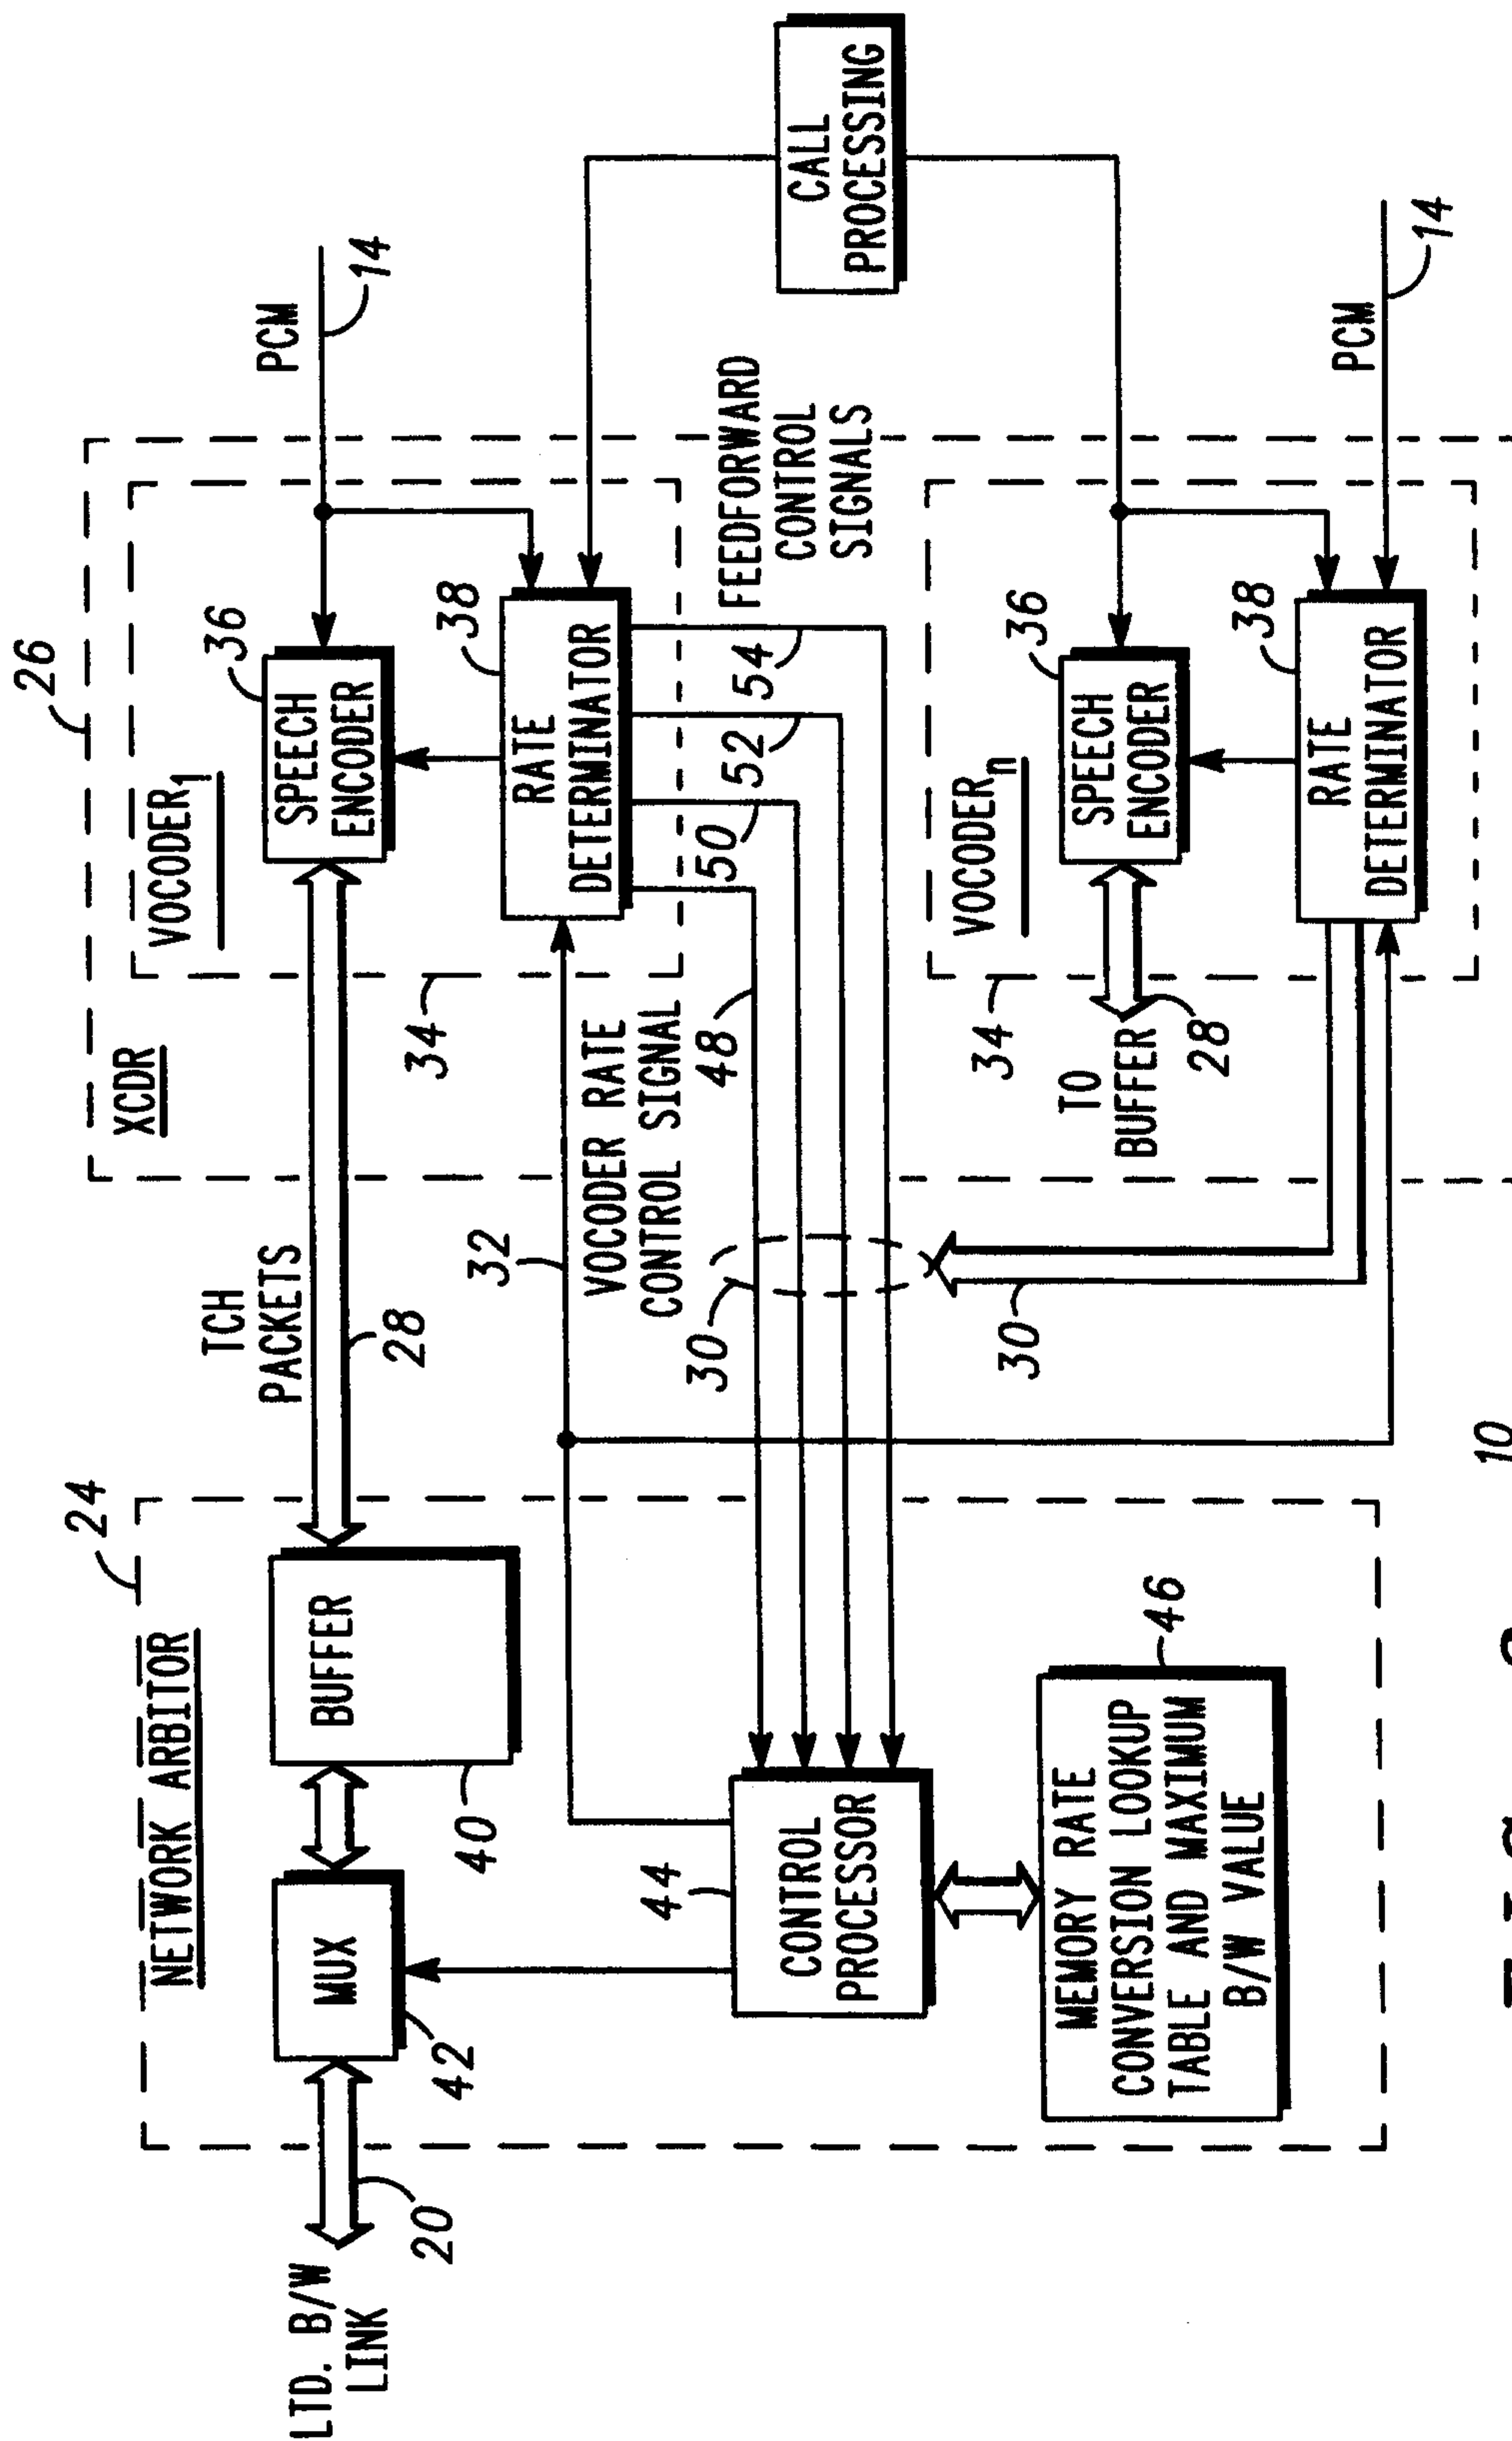 26
XCDR
VOCODER1
36
SPEECH
ENCODER
PCM
14
38
RATE
DETERMINATOR
34
TCH
PACKETS
28
24
NETWORK ARBITOR
BUFFER
40
MUX
42
LTD. B/W
LINK
20
32
VOCODER RATE
CONTROL SIGNAL
48
50
52
54
FEEDFORWARD
CONTROL
SIGNALS
CALL
PROCESSING
30
44
CONTROL
PROCESSOR
46
MEMORY RATE
CONVERSION LOOKUP
TABLE AND MAXIMUM
B/W VALUE
VOCODERn
36
SPEECH
ENCODER
34
TO
BUFFER
28
30
38
RATE
DETERMINATOR
PCM
14
10